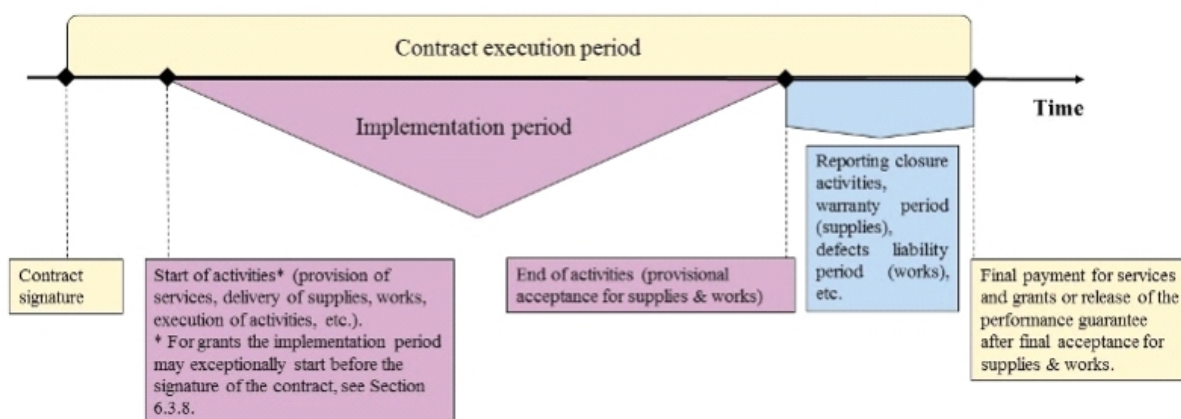 Contract execution period
Time
Implementation period
Reporting closure
activities,
warranty period
(supplies),
defects liability
period (works),
etc.
Contract
signature
Start of activities* (provision of
services, delivery of supplies, works,
execution of activities, etc.).
* For grants the implementation period
may exceptionally start before the
signature of the contract, see Section
6.3.8.
End of activities (provisional
acceptance for supplies & works)
Final payment for services
and grants or release of the
performance guarantee
after final acceptance for
supplies & works.